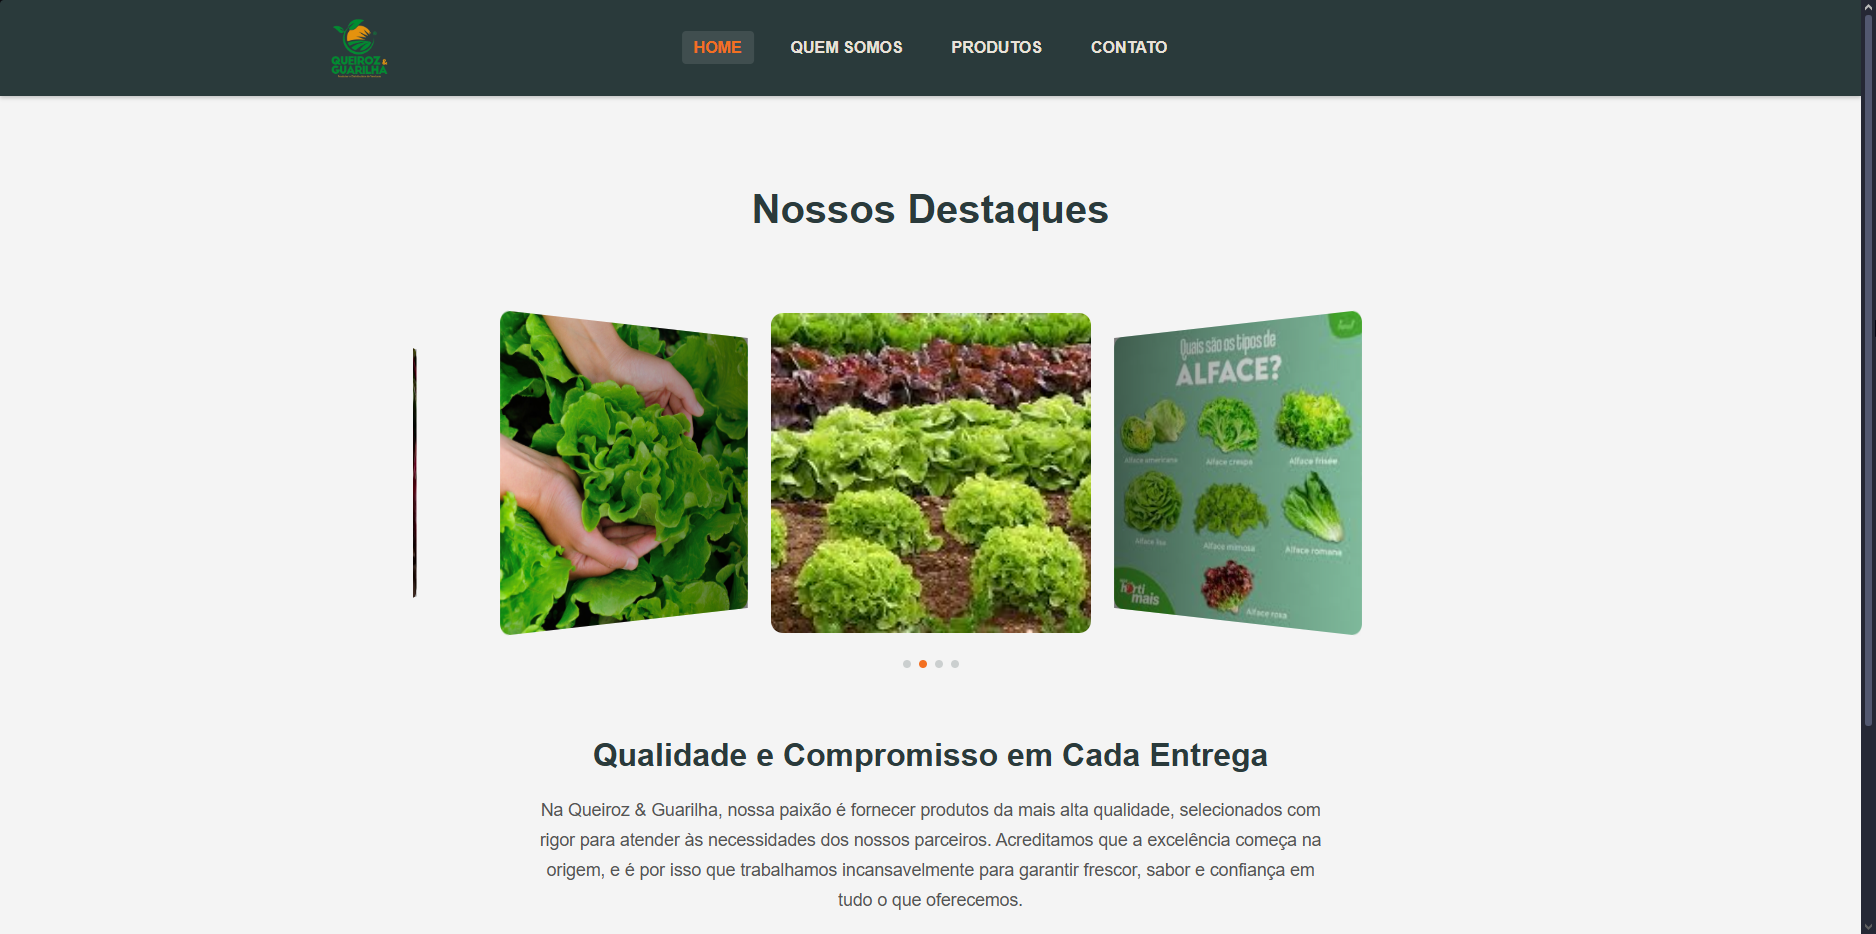 QUEIROZ &
GUARILHA
HOME
QUEM SOMOS
PRODUTOS
CONTATO
Nossos Destaques
Quais são os tipos de
ALFACE?
Alface americana
Alface crespa
Alface frisée
Alface lisa
Alface mimosa
Alface romana
Alface roxa
horti
mais
Qualidade e Compromisso em Cada Entrega
Na Queiroz & Guarilha, nossa paixão é fornecer produtos da mais alta qualidade, selecionados com
rigor para atender às necessidades dos nossos parceiros. Acreditamos que a excelência começa na
origem, e é por isso que trabalhamos incansavelmente para garantir frescor, sabor e confiança em
tudo o que oferecemos.